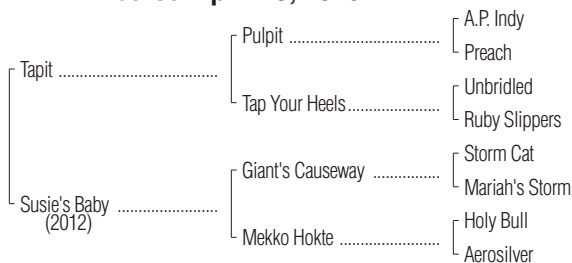 Tapit
Pulpit
A.P. Indy
Preach
Tap Your Heels
Unbridled
Ruby Slippers
Susie's Baby
(2012)
Giant's Causeway
Storm Cat
Mariah's Storm
Mekko Hokte
Holy Bull
Aerosilver